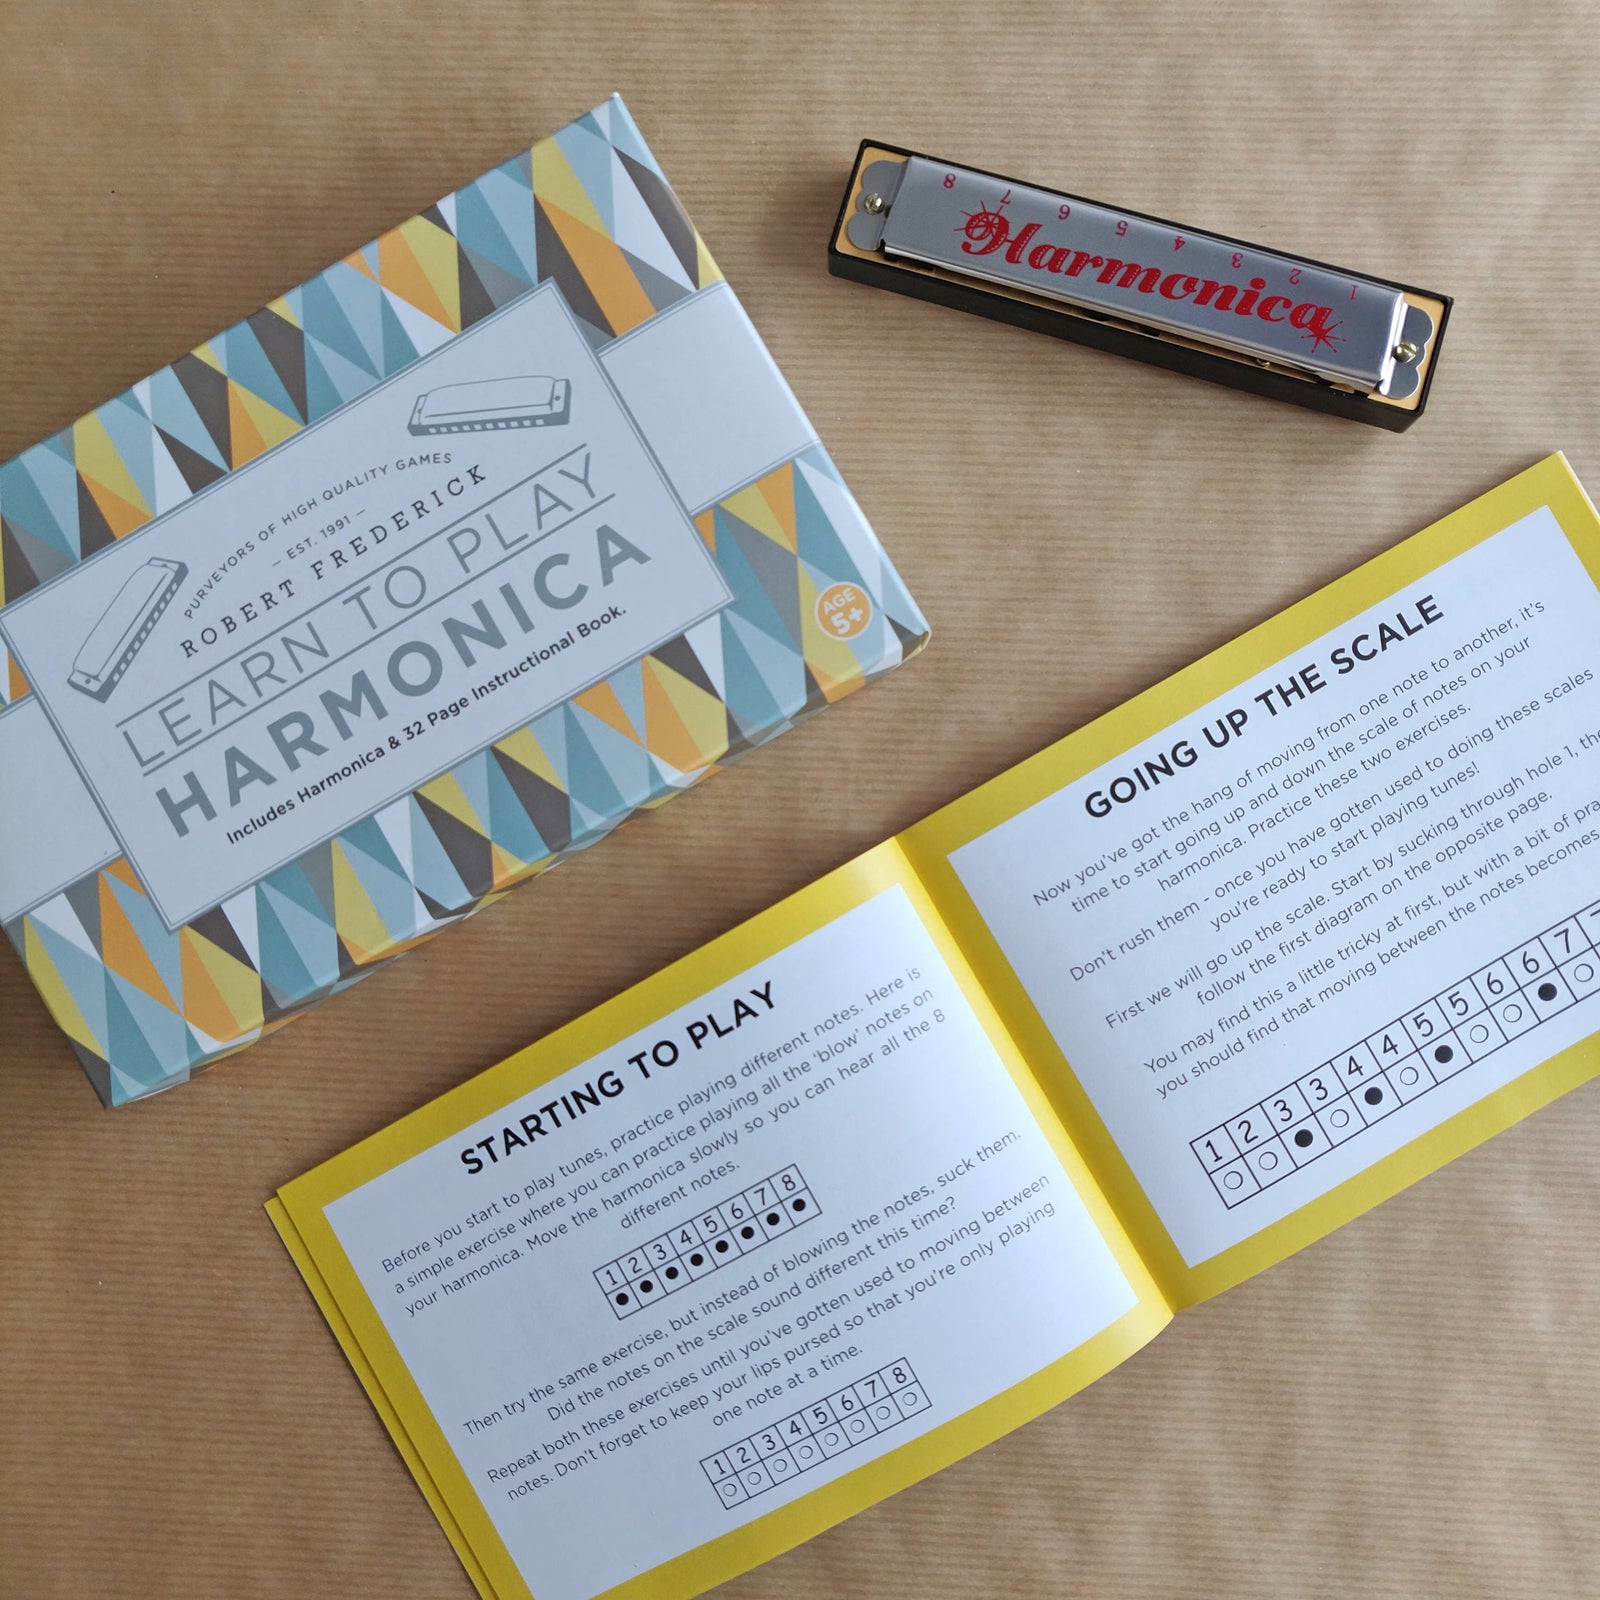 PURVEYORS OF HIGH QUALITY GAMES
– EST. 1991 –
ROBERT FREDERICK
LEARN TO PLAY
HARMONICA
Includes Harmonica & 32 Page Instructional Book.
AGE
5+
8 7 6 5 4 3 2 1
Harmonica
STARTING TO PLAY
Before you start to play tunes, practice playing different notes. Here is
a simple exercise where you can practice playing all the 'blow' notes on
your harmonica. Move the harmonica slowly so you can hear all the 8
different notes.
1 2 3 4 5 6 7 8
Then try the same exercise, but instead of blowing the notes, suck them.
Did the notes on the scale sound different this time?
Repeat both these exercises until you've gotten used to moving between
notes. Don't forget to keep your lips pursed so that you're only playing
one note at a time.
1 2 3 4 5 6 7 8
GOING UP THE SCALE
Now you've got the hang of moving from one note to another, it's
time to start going up and down the scale of notes on your
harmonica. Practice these two exercises.
Don't rush them - once you have gotten used to doing these scales
you're ready to start playing tunes!
First we will go up the scale. Start by sucking through hole 1, the
follow the first diagram on the opposite page.
You may find this a little tricky at first, but with a bit of pra
you should find that moving between the notes becomes
1 2 3 3 4 4 5 5 6 6 7